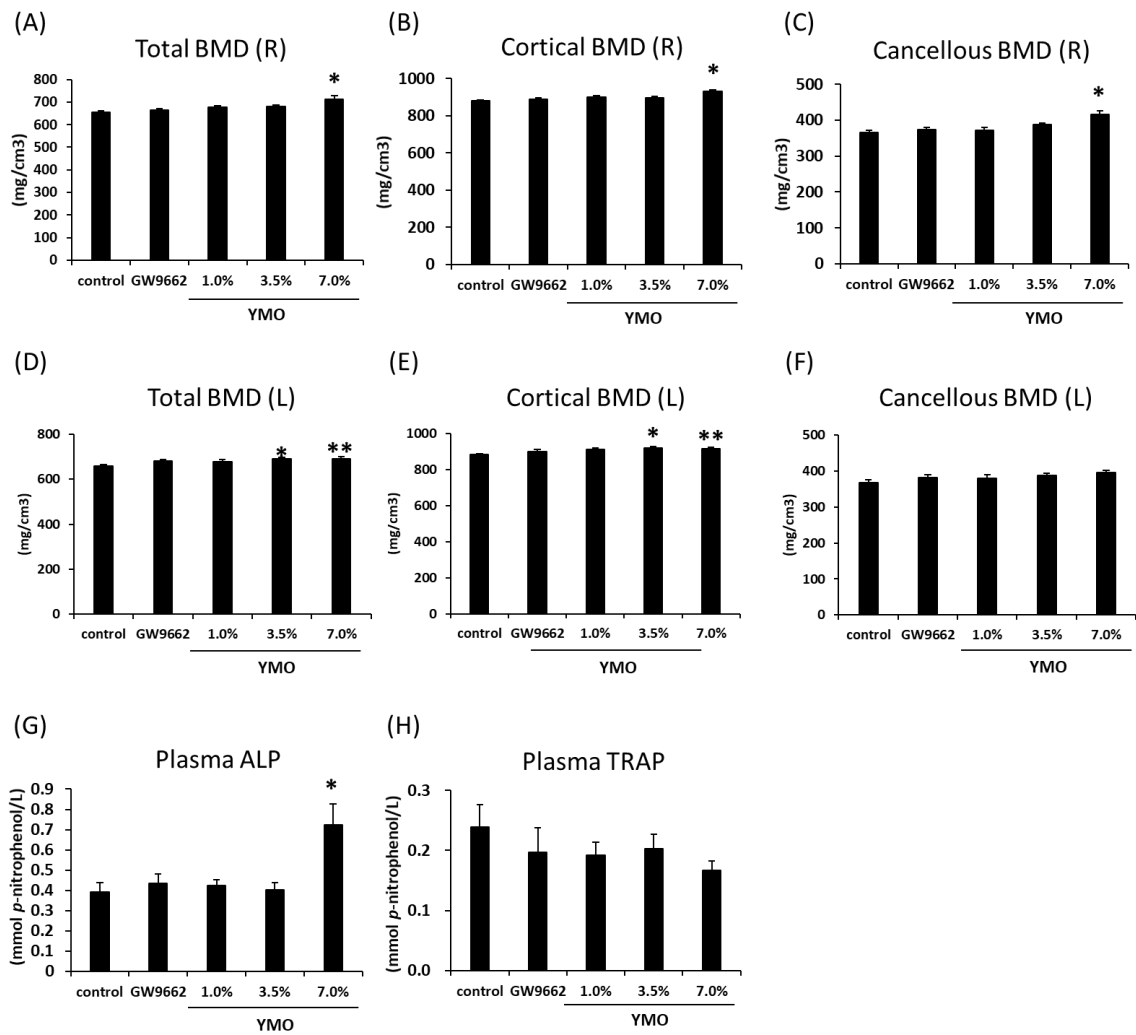 (A)
Total BMD (R)
(mg/cm3)
800
700
600
500
400
300
200
100
0
*
control GW9662 1.0% 3.5% 7.0%
YMO
(B)
Cortical BMD (R)
(mg/cm3)
1000
800
600
400
200
0
*
control GW9662 1.0% 3.5% 7.0%
YMO
(C)
Cancellous BMD (R)
(mg/cm3)
500
400
300
200
100
0
*
control GW9662 1.0% 3.5% 7.0%
YMO
(D)
Total BMD (L)
(mg/cm3)
800
600
400
200
0
* **
control GW9662 1.0% 3.5% 7.0%
YMO
(E)
Cortical BMD (L)
(mg/cm3)
1000
800
600
400
200
0
* **
control GW9662 1.0% 3.5% 7.0%
YMO
(F)
Cancellous BMD (L)
(mg/cm3)
500
400
300
200
100
0
control GW9662 1.0% 3.5% 7.0%
YMO
(G)
Plasma ALP
(mmol p-nitrophenol/L)
0.9
0.8
0.7
0.6
0.5
0.4
0.3
0.2
0.1
0
*
control GW9662 1.0% 3.5% 7.0%
YMO
(H)
Plasma TRAP
(mmol p-nitrophenol/L)
0.3
0.2
0.1
0.0
control GW9662 1.0% 3.5% 7.0%
YMO